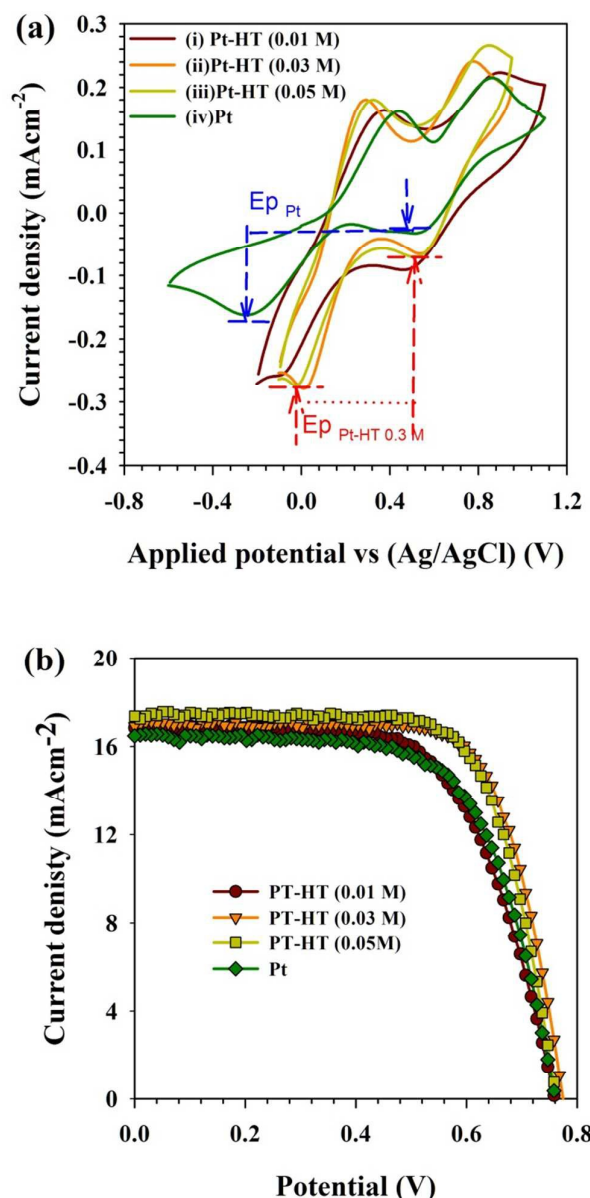 (a)
0.3
0.2
0.1
0.0
-0.1
-0.2
-0.3
-0.4
Current density (mAcm⁻²)
(i) Pt-HT (0.01 M)
(ii)Pt-HT (0.03 M)
(iii)Pt-HT (0.05 M)
(iv)Pt
Ep Pt
Ep Pt-HT 0.3 M
-0.8 -0.4 0.0 0.4 0.8 1.2
Applied potential vs (Ag/AgCl) (V)
(b)
20
16
12
8
4
0
Current denisty (mAcm⁻²)
PT-HT (0.01 M)
PT-HT (0.03 M)
PT-HT (0.05M)
Pt
0.0 0.2 0.4 0.6 0.8
Potential (V)